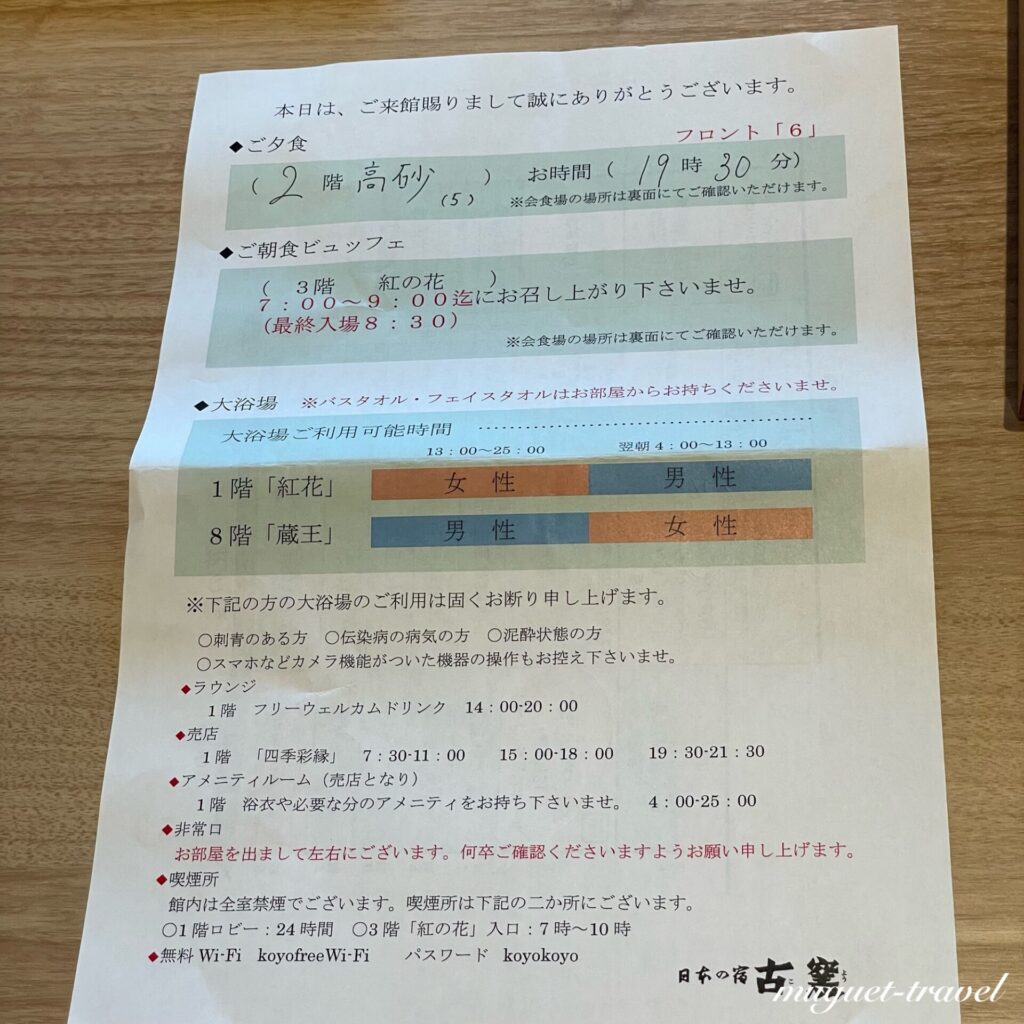 本日は、ご来館賜りまして誠にありがとうございます。
フロント「6」
◆ご夕食
( 2 階 高砂 (5) ) お時間 ( 19 時 30 分)
※会食場の場所は裏面にてご確認いただけます。
◆ご朝食ビュッフェ
( 3階 紅の花 )
7：00～9：00迄にお召し上がり下さいませ。
(最終入場8：30)
※会食場の場所は裏面にてご確認いただけます。
◆大浴場 ※バスタオル・フェイスタオルはお部屋からお持ちくださいませ。
大浴場ご利用可能時間 ……………………………………
13：00～25：00 翌朝4：00～13：00
1階「紅花」 女 性 男 性
8階「蔵王」 男 性 女 性
※下記の方の大浴場のご利用は固くお断り申し上げます。
○刺青のある方 ○伝染病の病気の方 ○泥酔状態の方
○スマホなどカメラ機能がついた機器の操作もお控え下さいませ。
◆ラウンジ
1階 フリーウェルカムドリンク 14：00-20：00
◆売店
1階 「四季彩縁」 7：30-11：00 15：00-18：00 19：30-21：30
◆アメニティルーム（売店となり）
1階 浴衣や必要な分のアメニティをお持ち下さいませ。 4：00-25：00
◆非常口
お部屋を出まして左右にございます。何卒ご確認くださいますようお願い申し上げます。
◆喫煙所
館内は全室禁煙でございます。喫煙所は下記の二か所にございます。
○1階ロビー：24時間 ○3階「紅の花」入口：7時～10時
◆無料 Wi-Fi koyofreeWi-Fi パスワード koyokoyo
日本の宿 古窯 こ よう
muguet-travel